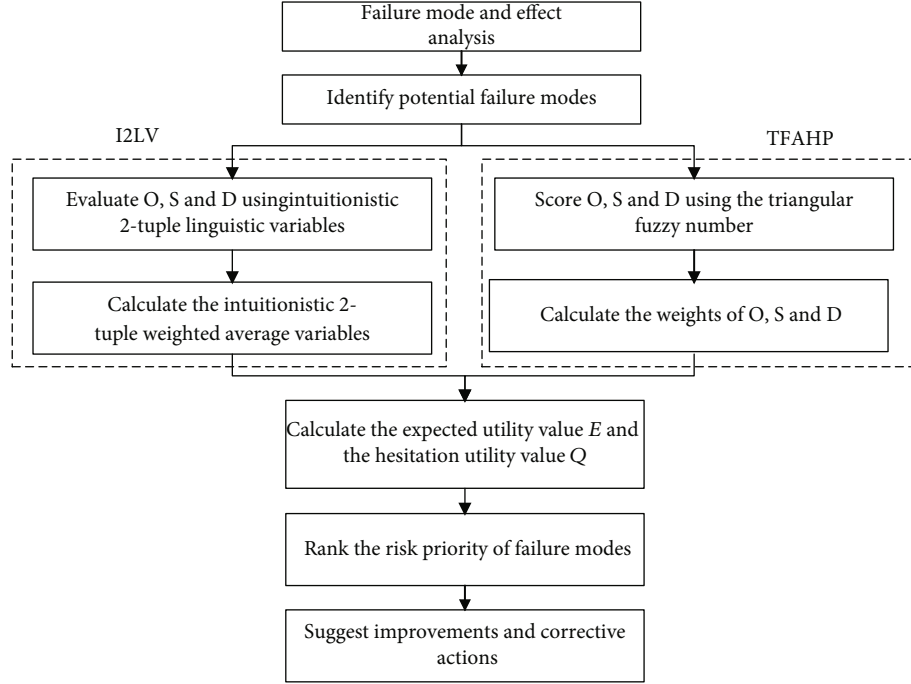 Failure mode and effect
analysis
Identify potential failure modes
I2LV
TFAHP
Evaluate O, S and D usingintuitionistic
2-tuple linguistic variables
Score O, S and D using the triangular
fuzzy number
Calculate the intuitionistic 2-
tuple weighted average variables
Calculate the weights of O, S and D
Calculate the expected utility value E and
the hesitation utility value Q
Rank the risk priority of failure modes
Suggest improvements and corrective
actions